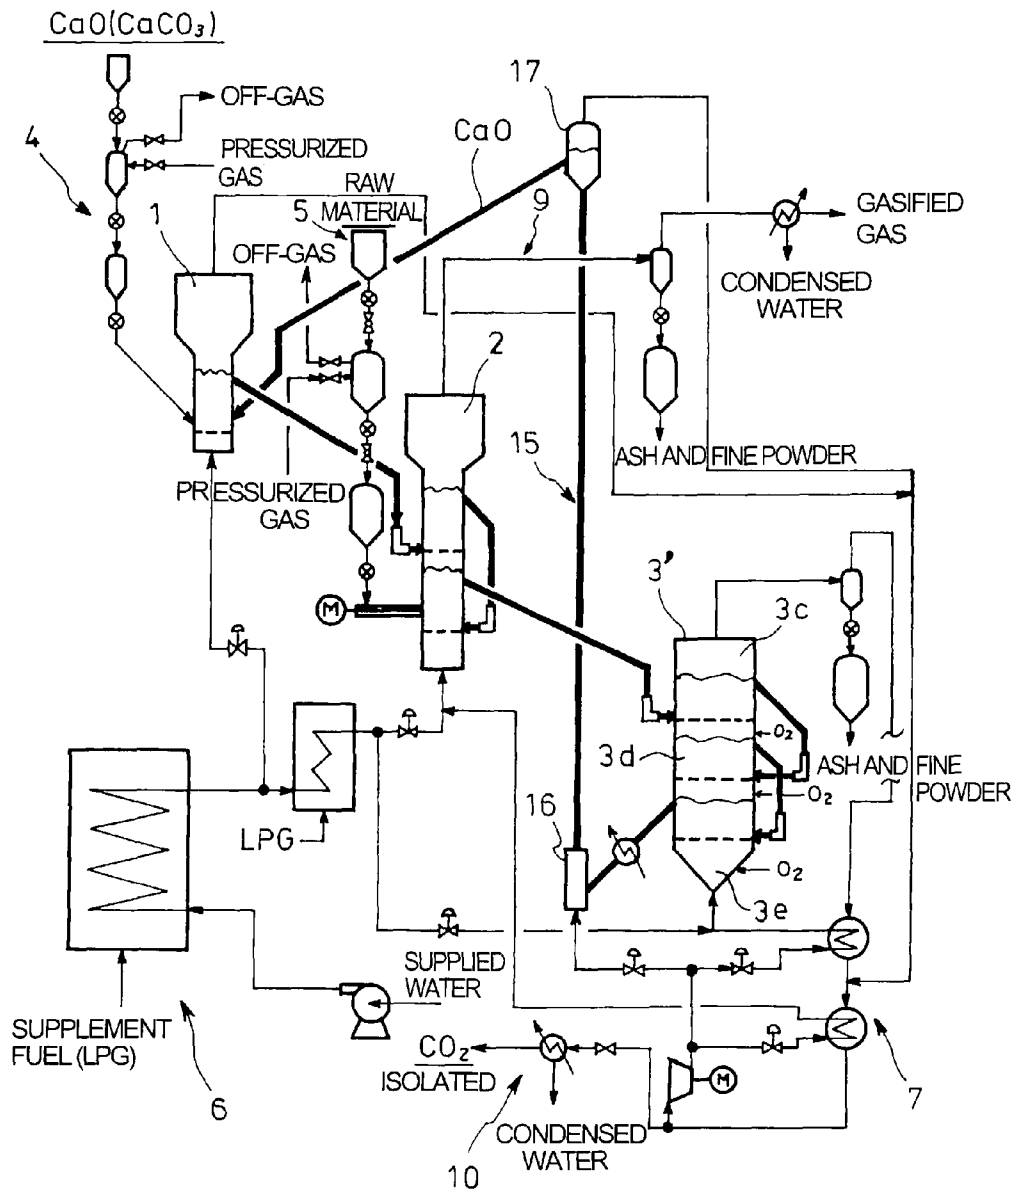 CaO(CaCO3)
OFF-GAS
PRESSURIZED
GAS
4
1
RAW
MATERIAL
5
OFF-GAS
CaO
17
9
GASIFIED
GAS
CONDENSED
WATER
2
15
ASH AND FINE POWDER
PRESSURIZED
GAS
M
3'
3c
O2
3d
O2
ASH AND FINE
POWDER
16
O2
3e
LPG
SUPPLIED
WATER
SUPPLEMENT
FUEL (LPG)
6
CO2
ISOLATED
M
7
10
CONDENSED
WATER